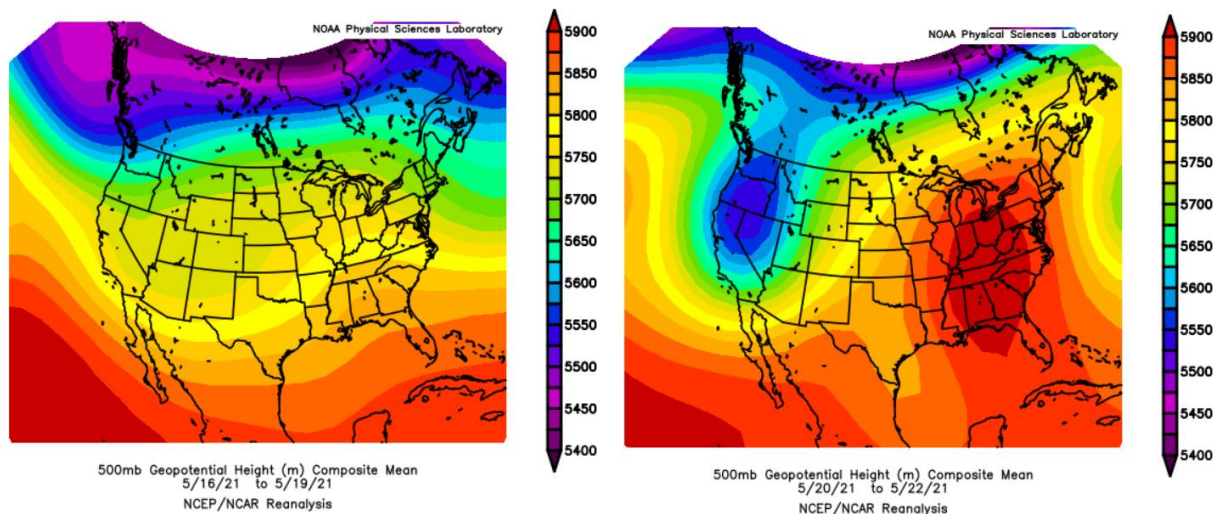 NOAA Physical Sciences Laboratory
5900
5850
5800
5750
5700
5650
5600
5550
5500
5450
5400
500mb Geopotential Height (m) Composite Mean
5/16/21 to 5/19/21
NCEP/NCAR Reanalysis
NOAA Physical Sciences Laboratory
5900
5850
5800
5750
5700
5650
5600
5550
5500
5450
5400
500mb Geopotential Height (m) Composite Mean
5/20/21 to 5/22/21
NCEP/NCAR Reanalysis